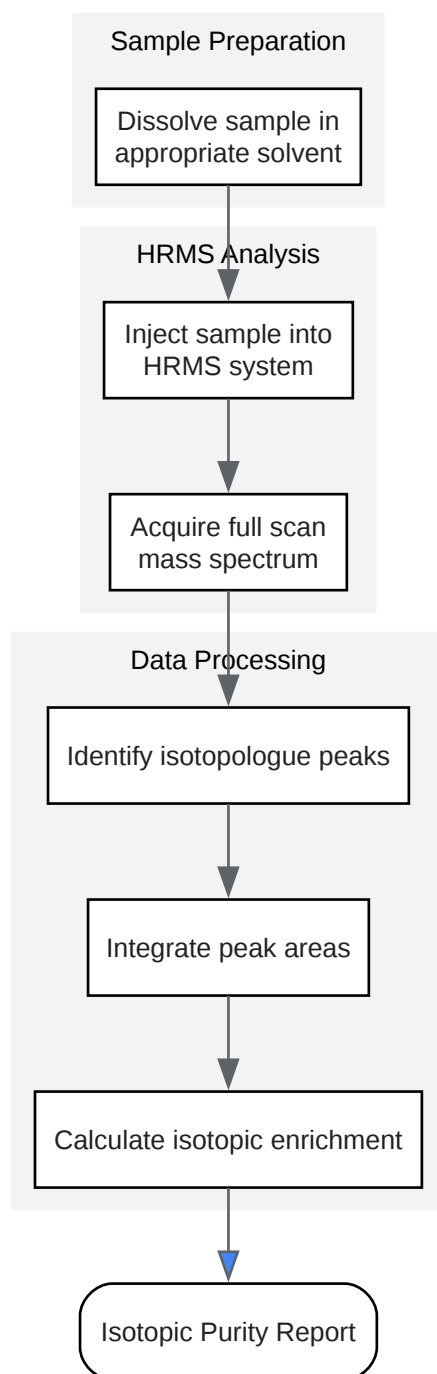 Sample Preparation
Dissolve sample in
appropriate solvent
HRMS Analysis
Inject sample into
HRMS system
Acquire full scan
mass spectrum
Data Processing
Identify isotopologue peaks
Integrate peak areas
Calculate isotopic enrichment
Isotopic Purity Report